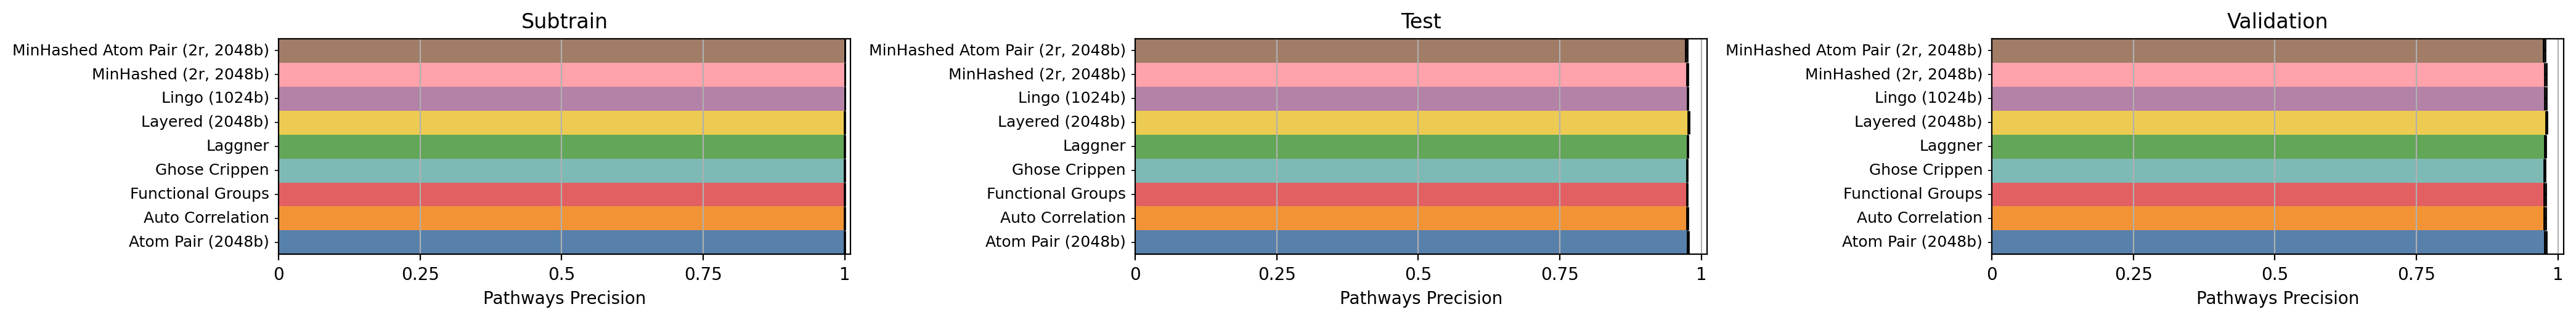 Subtrain
MinHashed Atom Pair (2r, 2048b)
MinHashed (2r, 2048b)
Lingo (1024b)
Layered (2048b)
Laggner
Ghose Crippen
Functional Groups
Auto Correlation
Atom Pair (2048b)
0 0.25 0.5 0.75 1
Pathways Precision
Test
MinHashed Atom Pair (2r, 2048b)
MinHashed (2r, 2048b)
Lingo (1024b)
Layered (2048b)
Laggner
Ghose Crippen
Functional Groups
Auto Correlation
Atom Pair (2048b)
0 0.25 0.5 0.75 1
Pathways Precision
Validation
MinHashed Atom Pair (2r, 2048b)
MinHashed (2r, 2048b)
Lingo (1024b)
Layered (2048b)
Laggner
Ghose Crippen
Functional Groups
Auto Correlation
Atom Pair (2048b)
0 0.25 0.5 0.75 1
Pathways Precision